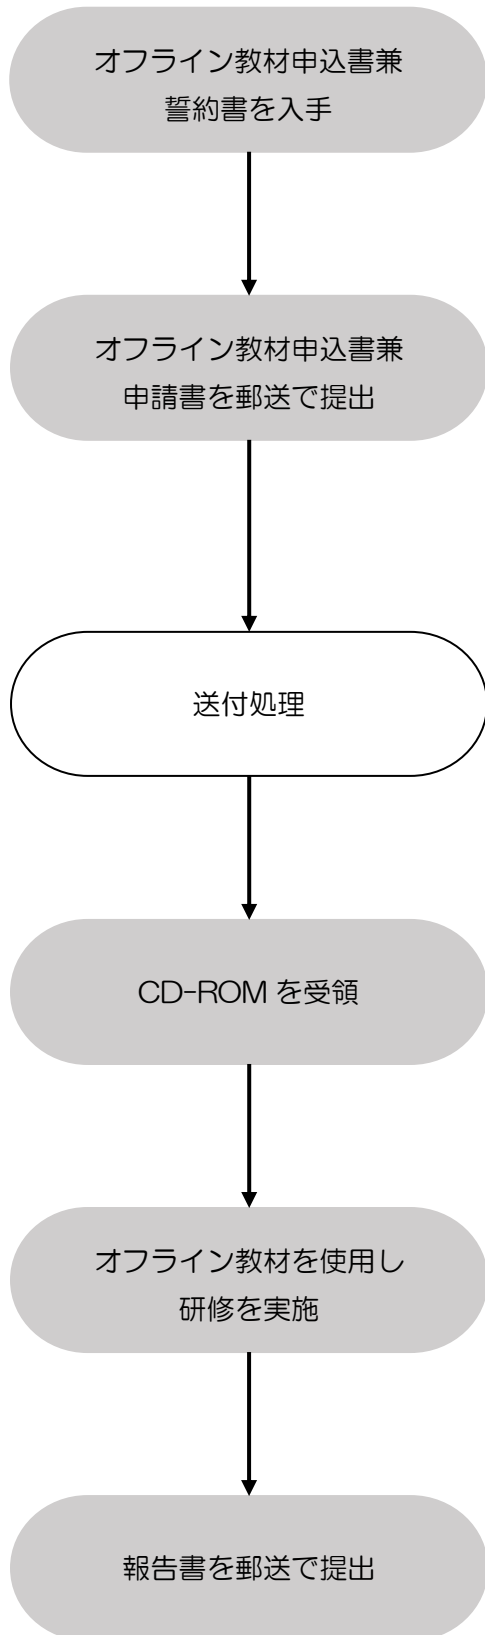 オフライン教材申込書兼
誓約書を入手
オフライン教材申込書兼
申請書を郵送で提出
送付処理
CD-ROM を受領
オフライン教材を使用し
研修を実施
報告書を郵送で提出